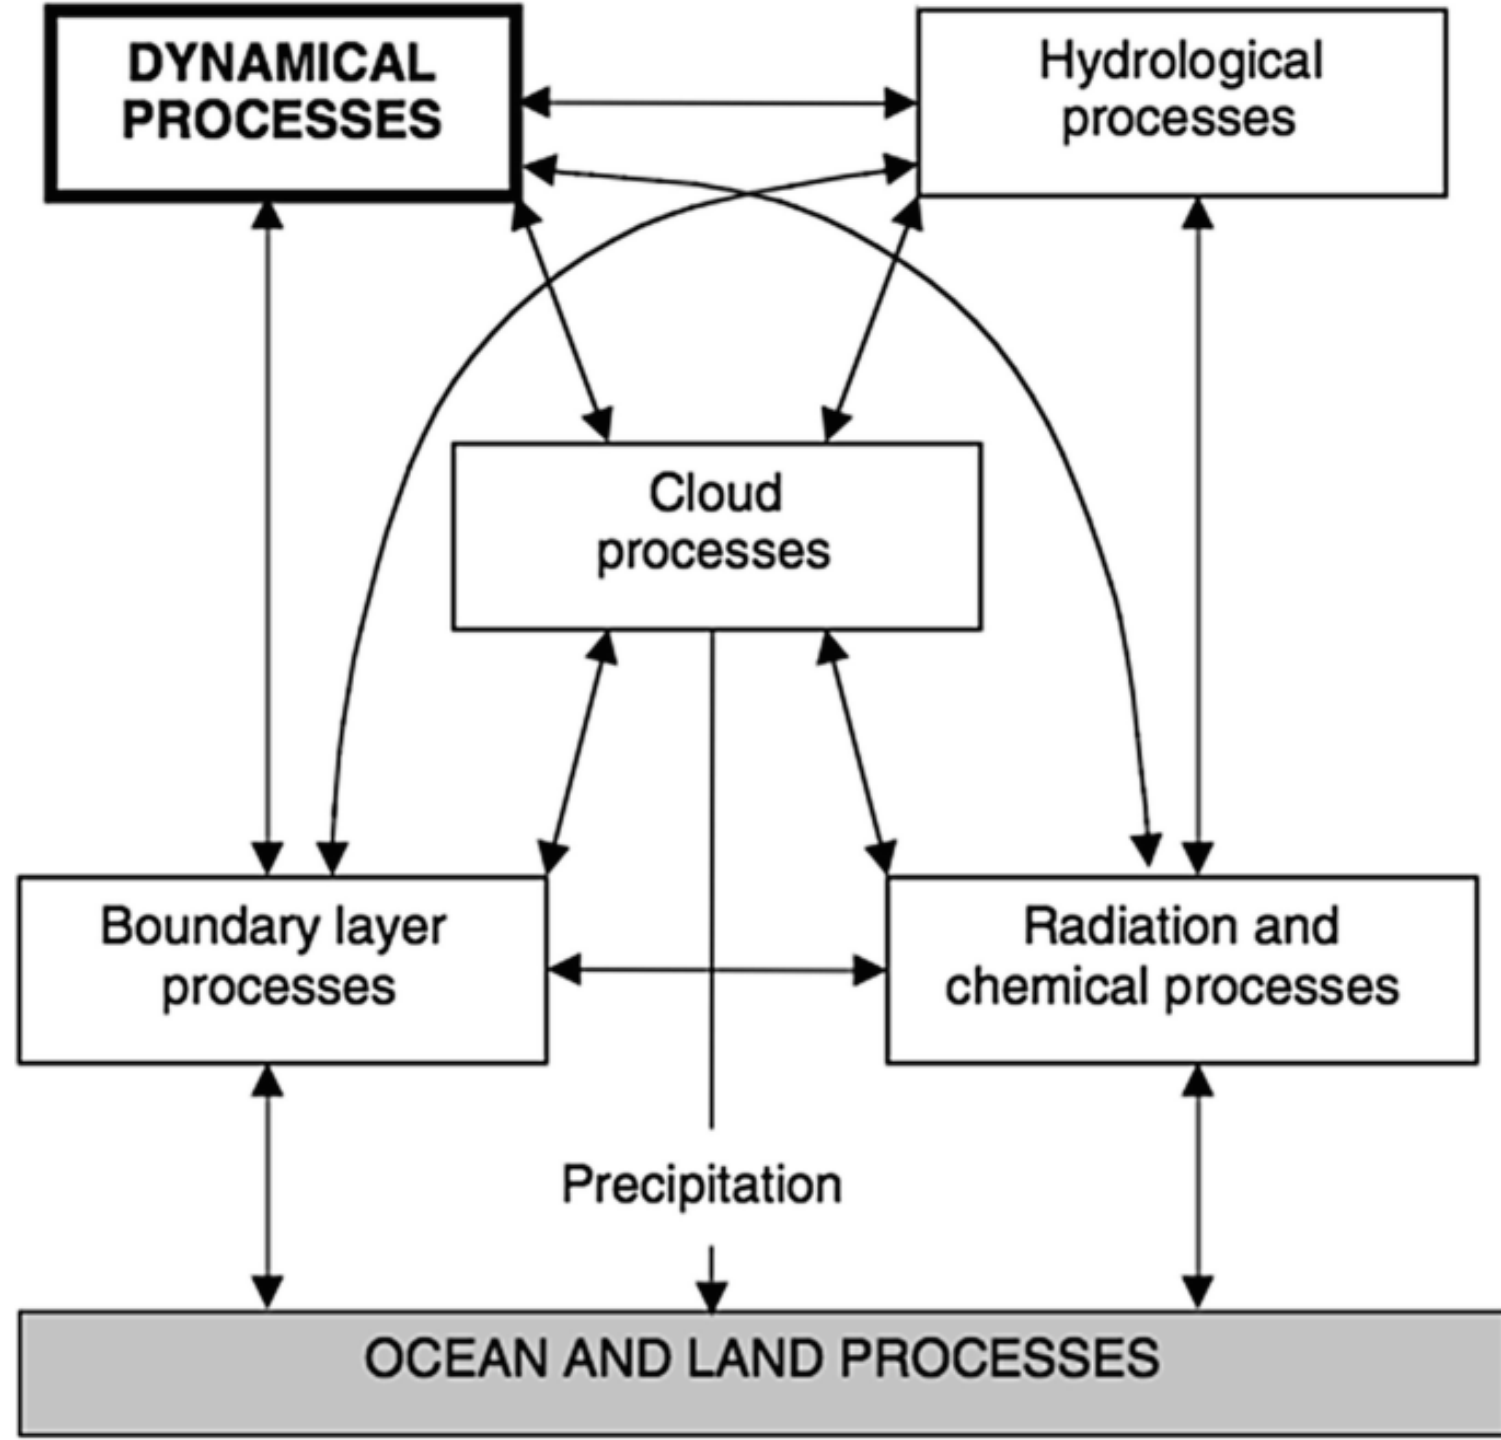 DYNAMICAL
PROCESSES
Hydrological
processes
Cloud
processes
Boundary layer
processes
Radiation and
chemical processes
Precipitation
OCEAN AND LAND PROCESSES